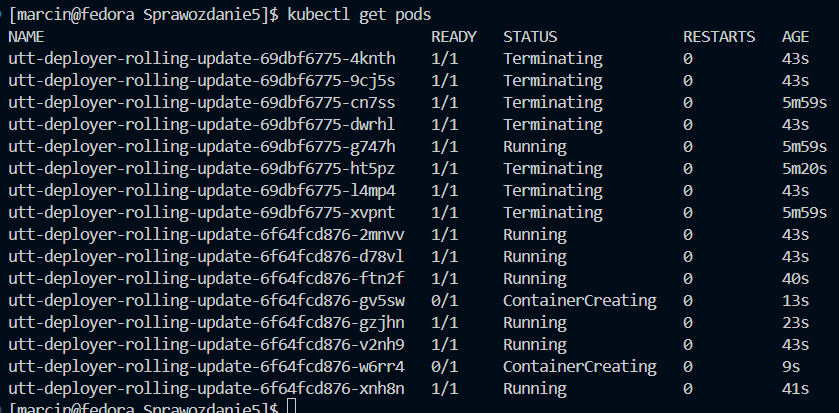 [marcin@fedora Sprawozdanie5]$ kubectl get pods
NAME READY STATUS RESTARTS AGE
utt-deployer-rolling-update-69dbf6775-4knth 1/1 Terminating 0 43s
utt-deployer-rolling-update-69dbf6775-9cj5s 1/1 Terminating 0 43s
utt-deployer-rolling-update-69dbf6775-cn7ss 1/1 Terminating 0 5m59s
utt-deployer-rolling-update-69dbf6775-dwrhl 1/1 Terminating 0 43s
utt-deployer-rolling-update-69dbf6775-g747h 1/1 Running 0 5m59s
utt-deployer-rolling-update-69dbf6775-ht5pz 1/1 Terminating 0 5m20s
utt-deployer-rolling-update-69dbf6775-l4mp4 1/1 Terminating 0 43s
utt-deployer-rolling-update-69dbf6775-xvpnt 1/1 Terminating 0 5m59s
utt-deployer-rolling-update-6f64fcd876-2mnvv 1/1 Running 0 43s
utt-deployer-rolling-update-6f64fcd876-d78vl 1/1 Running 0 43s
utt-deployer-rolling-update-6f64fcd876-ftn2f 1/1 Running 0 40s
utt-deployer-rolling-update-6f64fcd876-gv5sw 0/1 ContainerCreating 0 13s
utt-deployer-rolling-update-6f64fcd876-gzjhn 1/1 Running 0 23s
utt-deployer-rolling-update-6f64fcd876-v2nh9 1/1 Running 0 43s
utt-deployer-rolling-update-6f64fcd876-w6rr4 0/1 ContainerCreating 0 9s
utt-deployer-rolling-update-6f64fcd876-xnh8n 1/1 Running 0 41s
[marcin@fedora Sprawozdanie5]$